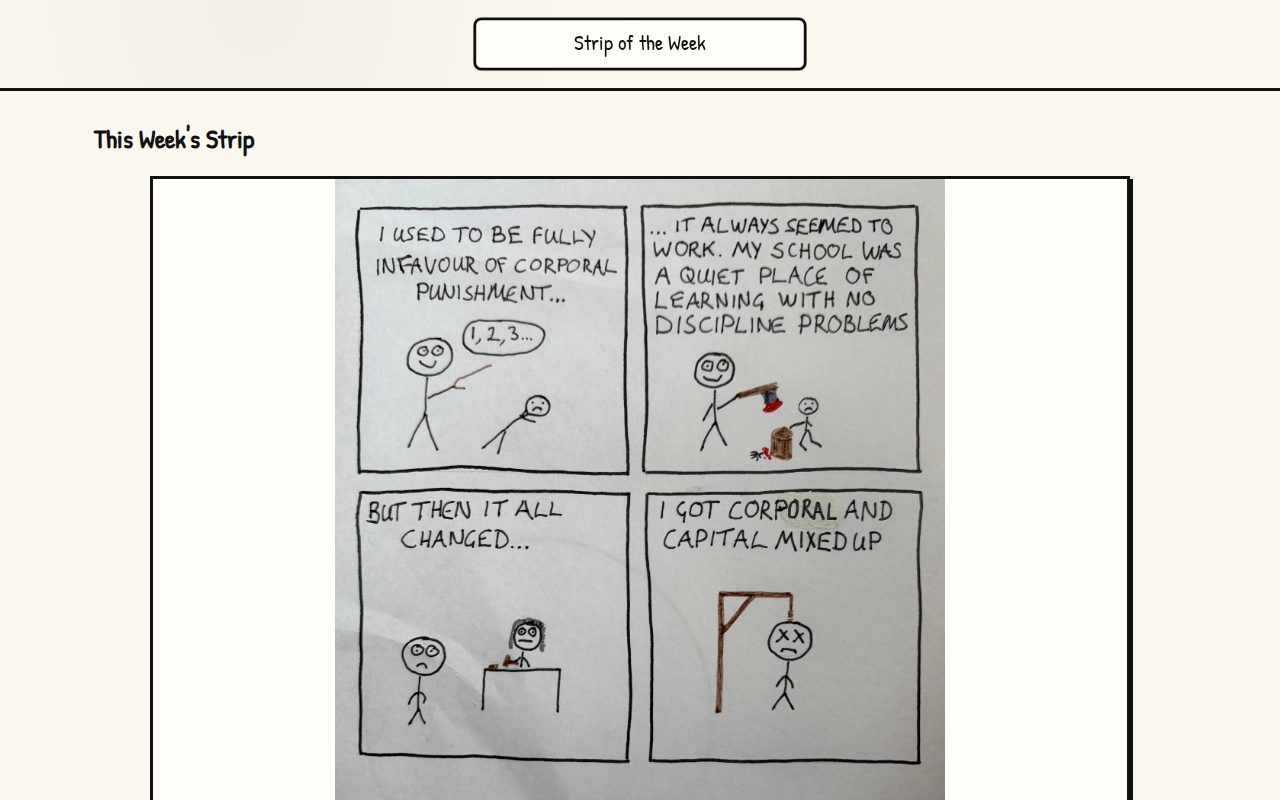 Strip of the Week
This Week's Strip
I USED TO BE FULLY
INFAVOUR OF CORPORAL
PUNISHMENT...
1, 2, 3...
... IT ALWAYS SEEMED TO
WORK. MY SCHOOL WAS
A QUIET PLACE OF
LEARNING WITH NO
DISCIPLINE PROBLEMS
BUT THEN IT ALL
CHANGED...
I GOT CORPORAL AND
CAPITAL MIXED UP